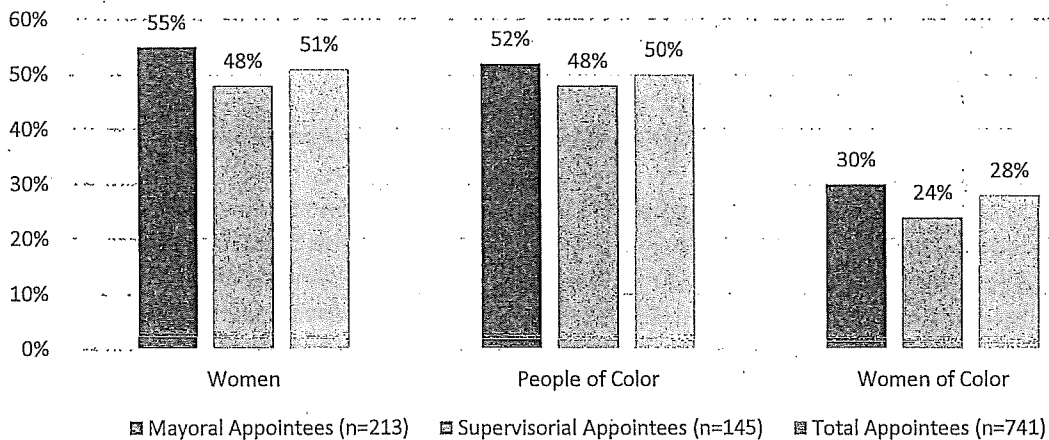 60%
55%
52%
51%
50%
48%
48%
50%
40%
30%
28%
30%
24%
20%
10%
0%
Women
People of Color
Women of Color
Mayoral Appointees (n=213)
Supervisorial Appointees (n=145)
Total Appointees (n=741)